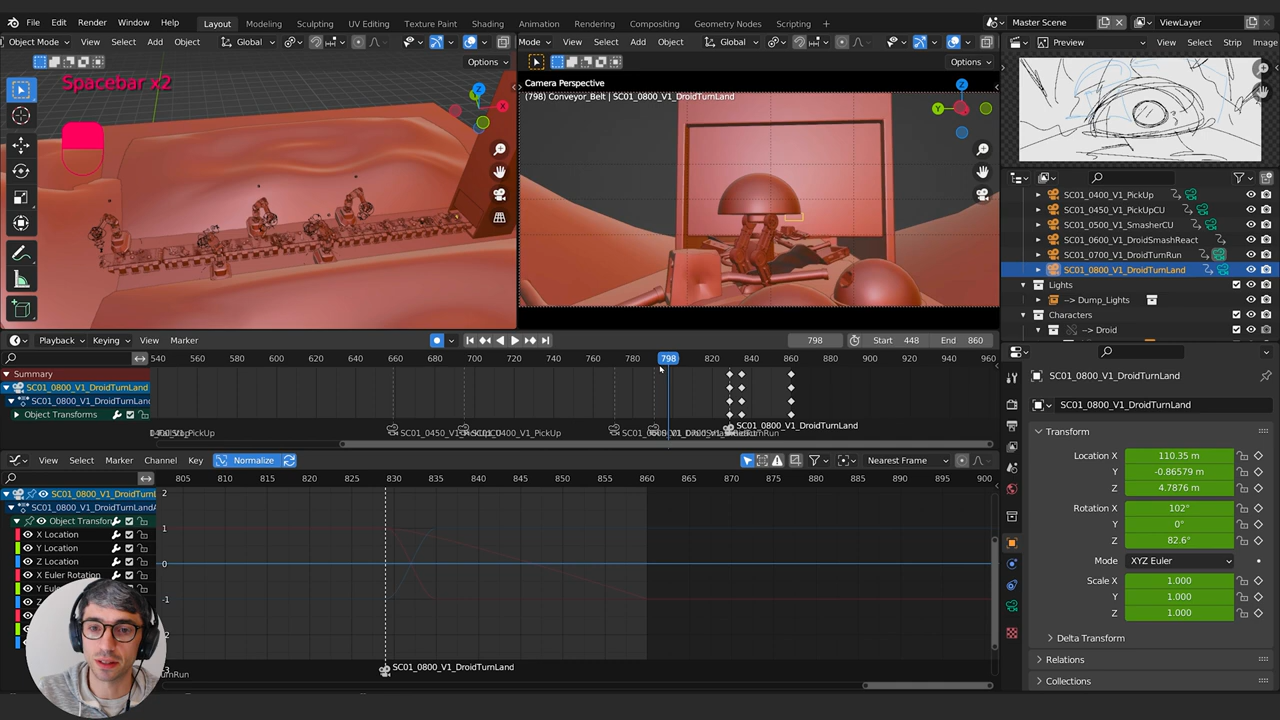 File Edit Render Window Help Layout Modeling Sculpting UV Editing Texture Paint Shading Animation Rendering Compositing Geometry Nodes Scripting + Master Scene ViewLayer
Object Mode View Select Add Object Global Mode View Select Add Object Global Preview View Select Strip Image
Options Options
Spacebar x2
Camera Perspective
(798) Conveyor_Belt | SC01_0800_V1_DroidTurnLand
SC01_0400_V1_PickUp
SC01_0450_V1_PickUpCU
SC01_0500_V1_SmasherCU
SC01_0600_V1_DroidSmashReact
SC01_0700_V1_DroidTurnRun
SC01_0800_V1_DroidTurnLand
Lights
--> Dump_Lights
Characters
--> Droid
Playback Keying View Marker 798 Start 448 End 860
540 560 580 600 620 640 660 680 700 720 740 760 780 798 820 840 860 880 900 920 940 960
Summary
SC01_0800_V1_DroidTurnLand
SC01_0800_V1_DroidTurnLand
Object Transforms
SC01_0800_V1_DroidTurnLand
View Select Marker Channel Key Normalize Nearest Frame
805 810 815 820 825 830 835 840 845 850 855 860 865 870 875 880 885 890 895 900
SC01_0800_V1_DroidTurnL
SC01_0800_V1_DroidTurnLandA
Object Transfor
X Location
Y Location
Z Location
X Euler Rotation
Y Eule
2
1
0
-1
SC01_0800_V1_DroidTurnLand
SC01_0800_V1_DroidTurnLand
SC01_0800_V1_DroidTurnLand
Transform
Location X 110.35 m
Y -0.86579 m
Z 4.7876 m
Rotation X 102°
Y 0°
Z 82.6°
Mode XYZ Euler
Scale X 1.000
Y 1.000
Z 1.000
Delta Transform
Relations
Collections